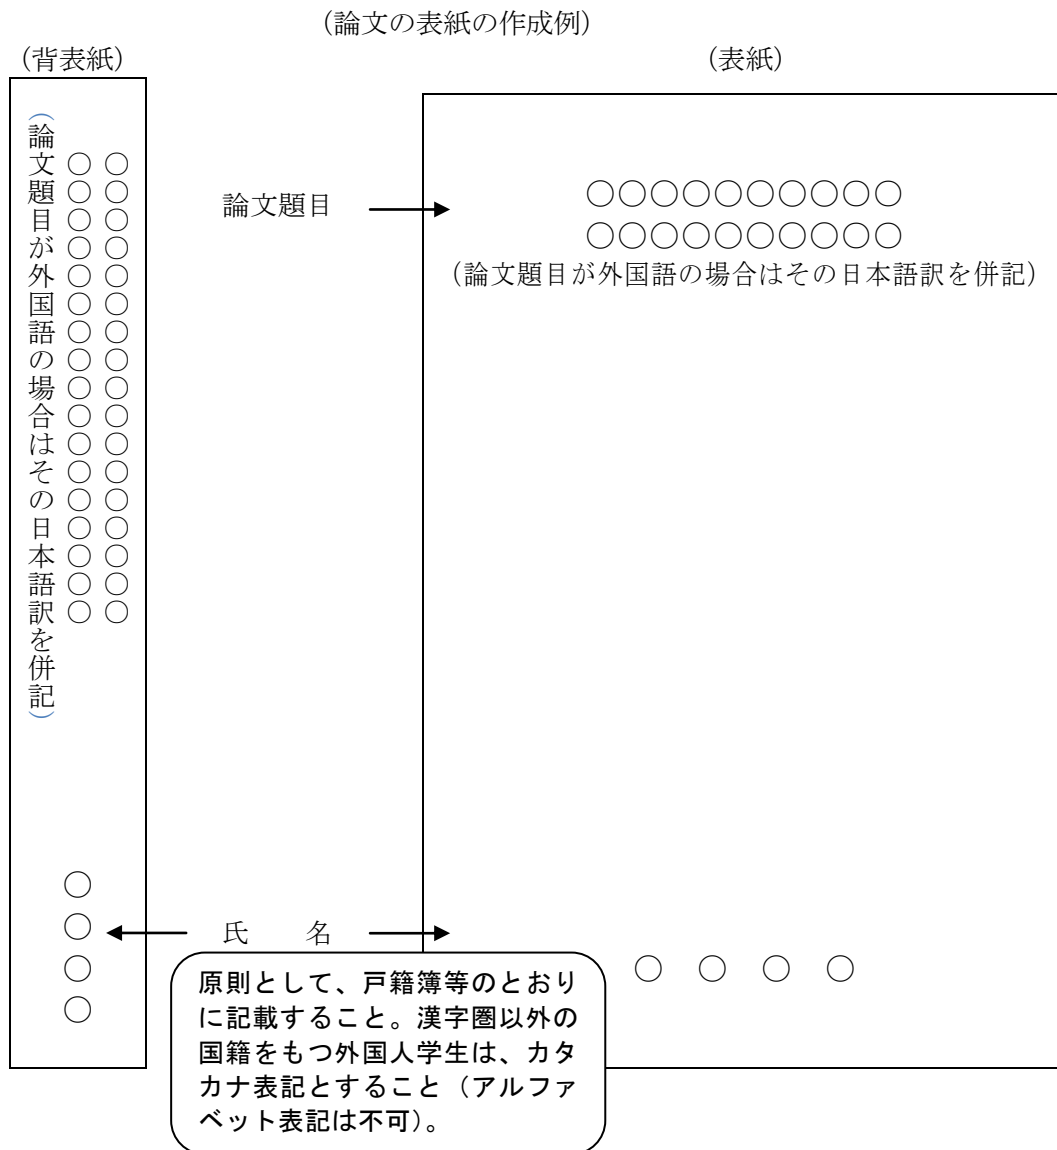 (論文の表紙の作成例)
(背表紙)
○○○○○○○○○○○○○○○○○
○○○○○○○○○○○○○○○○○
(論文題目が外国語の場合はその日本語訳を併記)
○○○○
(表紙)
論文題目
○○○○○○○○○○
○○○○○○○○○○
(論文題目が外国語の場合はその日本語訳を併記)
氏　名
○　○　○　○
原則として、戸籍簿等のとおり
に記載すること。漢字圏以外の
国籍をもつ外国人学生は、カタ
カナ表記とすること（アルファ
ベット表記は不可）。